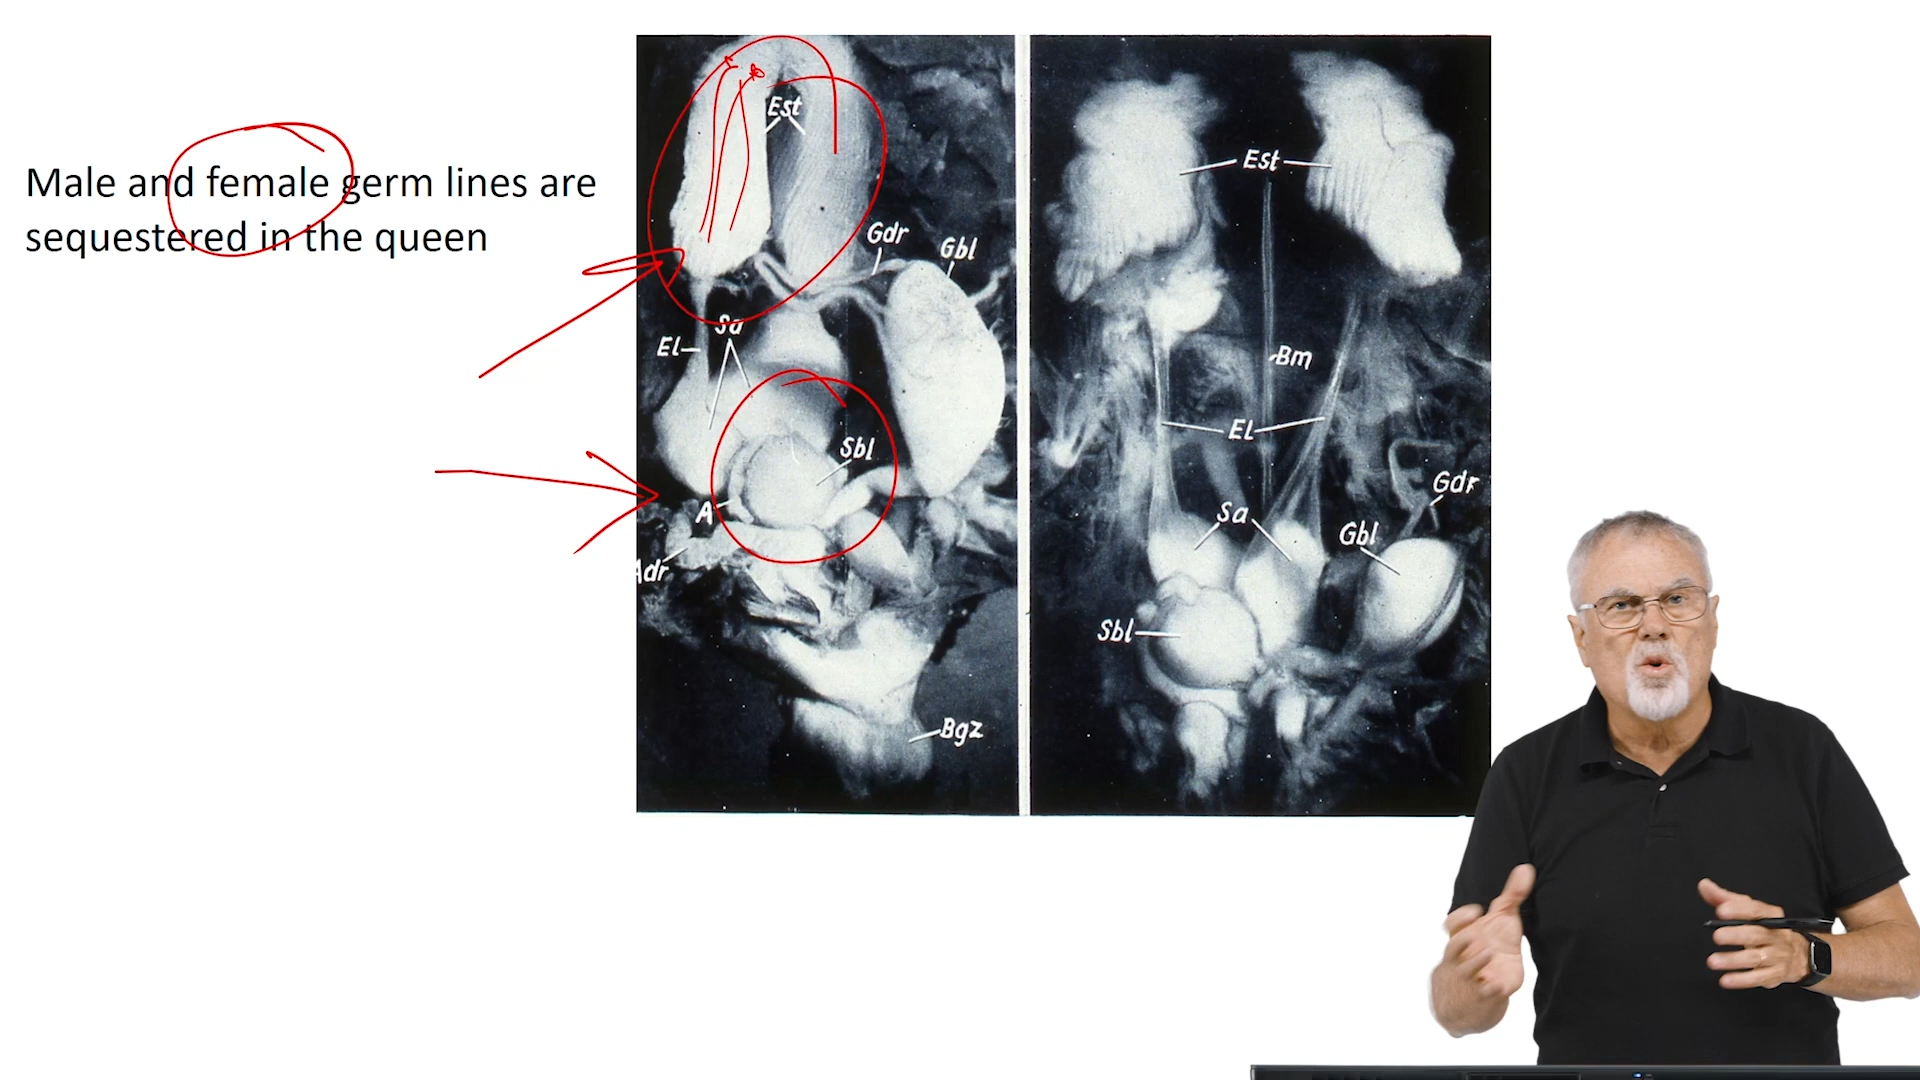 Male and female germ lines are
sequestered in the queen
Est
Gdr
Gbl
Sa
El
Sbl
A
Adr
Bgz
Est
Bm
El
Gdr
Sa
Gbl
Sbl